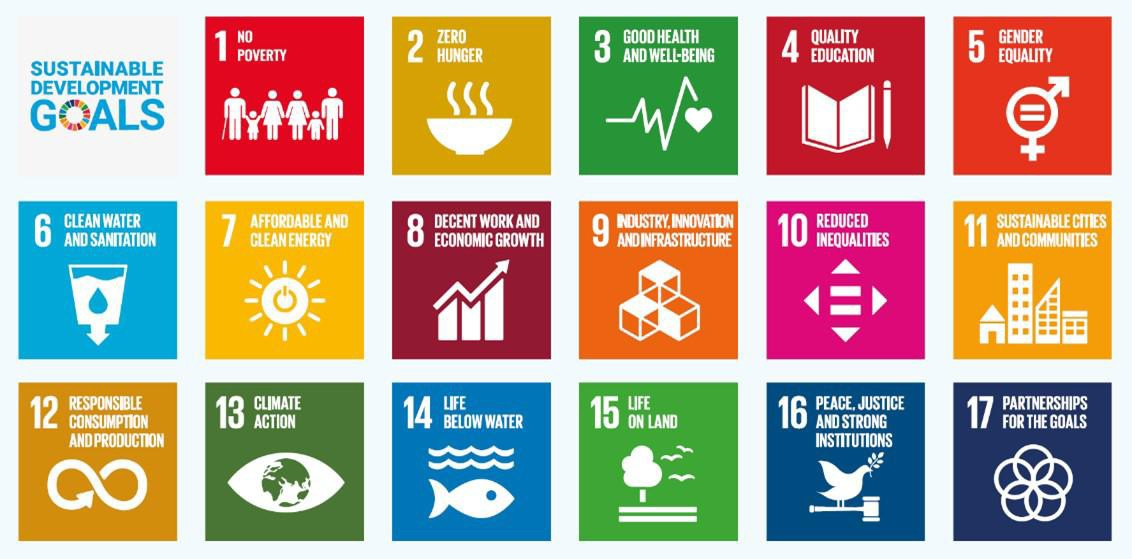 SUSTAINABLE
DEVELOPMENT
GOALS
1 NO
POVERTY
2 ZERO
HUNGER
3 GOOD HEALTH
AND WELL-BEING
4 QUALITY
EDUCATION
5 GENDER
EQUALITY
6 CLEAN WATER
AND SANITATION
7 AFFORDABLE AND
CLEAN ENERGY
8 DECENT WORK AND
ECONOMIC GROWTH
9 INDUSTRY, INNOVATION
AND INFRASTRUCTURE
10 REDUCED
INEQUALITIES
11 SUSTAINABLE CITIES
AND COMMUNITIES
12 RESPONSIBLE
CONSUMPTION
AND PRODUCTION
13 CLIMATE
ACTION
14 LIFE
BELOW WATER
15 LIFE
ON LAND
16 PEACE, JUSTICE
AND STRONG
INSTITUTIONS
17 PARTNERSHIPS
FOR THE GOALS